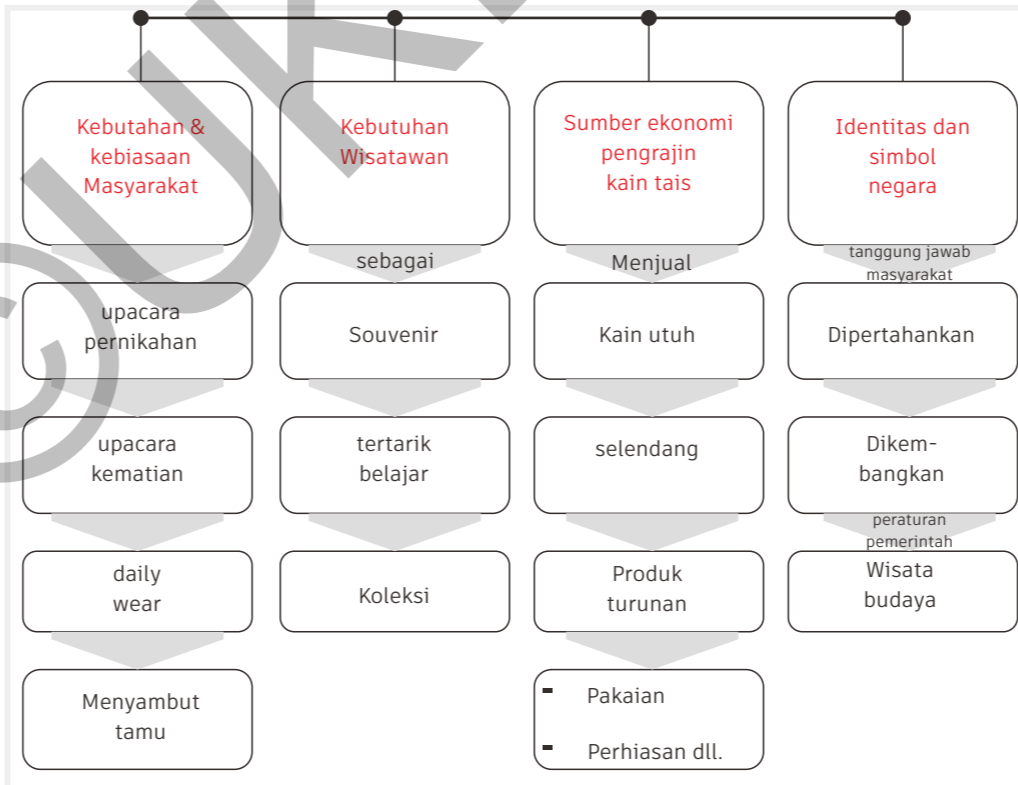 Kebutahan &
kebiasaan
Masyarakat
upacara
pernikahan
upacara
kematian
daily
wear
Menyambut
tamu
Kebutuhan
Wisatawan
sebagai
Souvenir
tertarik
belajar
Koleksi
Sumber ekonomi
pengrajin
kain tais
Menjual
Kain utuh
selendang
Produk
turunan
- Pakaian
- Perhiasan dll.
Identitas dan
simbol
negara
tanggung jawab
masyarakat
Dipertahankan
Dikem-
bangkan
peraturan
pemerintah
Wisata
budaya